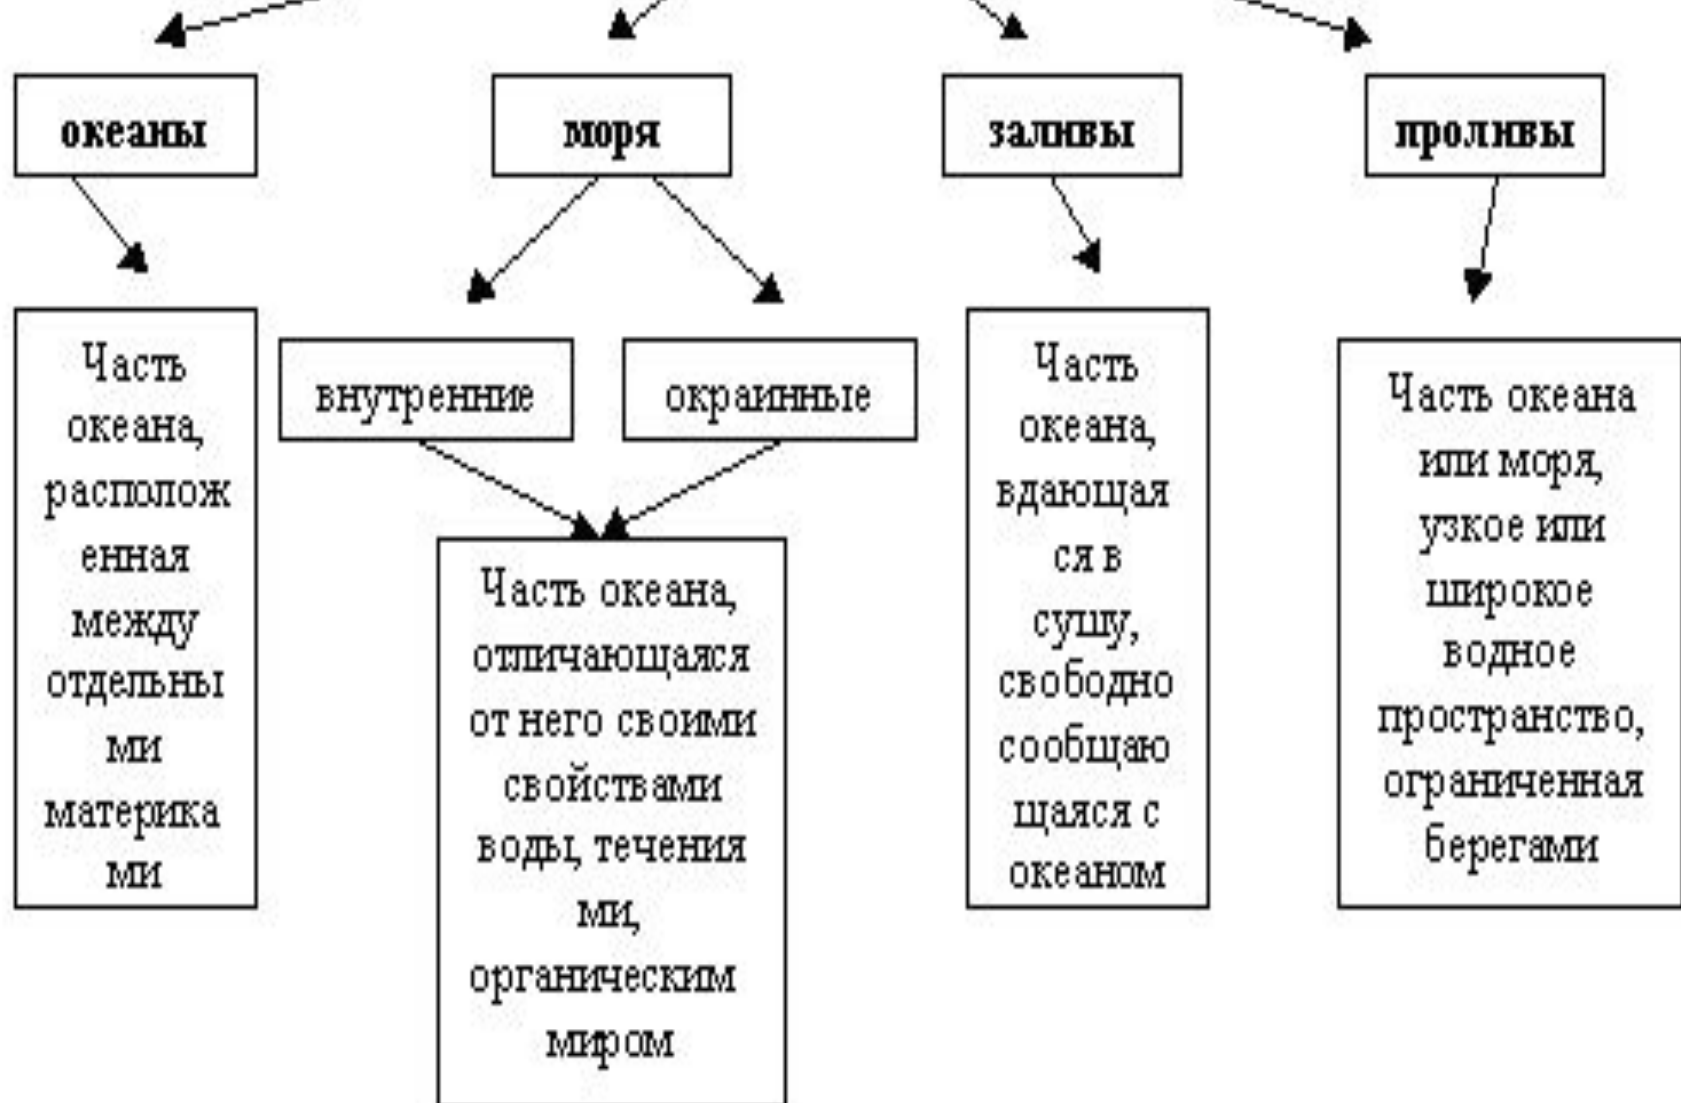 океаны
моря
заливы
проливы
Часть
океана,
располож
енная
между
отдельны
ми
материка
ми
внутренние
окраинные
Часть океана,
отличающаяся
от него своими
свойствами
воды, течения
ми,
органическим
миром
Часть
океана,
вдающая
ся в
сушу,
свободно
сообщаю
щаяся с
океаном
Часть океана
или моря,
узкое или
широкое
водное
пространство,
ограниченная
берегами